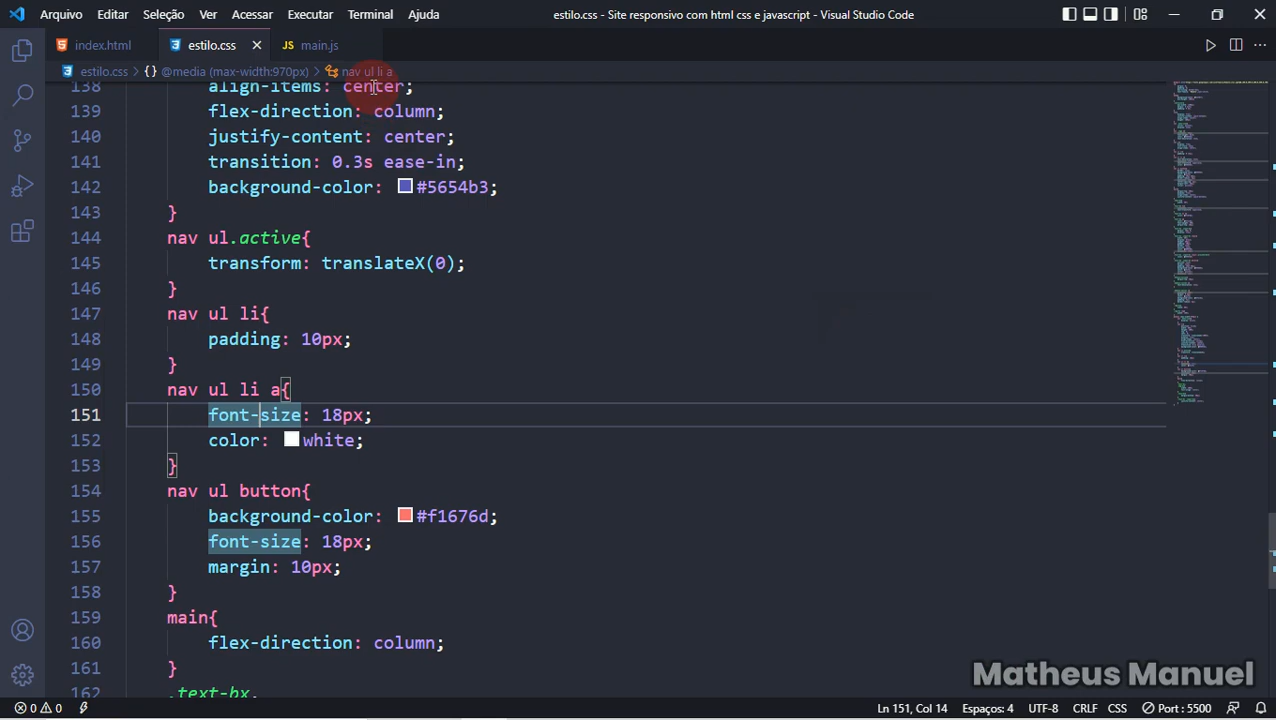 Arquivo Editar Seleção Ver Acessar Executar Terminal Ajuda estilo.css - Site responsivo com html css e javascript - Visual Studio Code
index.html estilo.css main.js
estilo.css > {} @media (max-width:970px) > nav ul li a
138 align-items: center;
139 flex-direction: column;
140 justify-content: center;
141 transition: 0.3s ease-in;
142 background-color: #5654b3;
143 }
144 nav ul.active{
145 transform: translateX(0);
146 }
147 nav ul li{
148 padding: 10px;
149 }
150 nav ul li a{
151 font-size: 18px;
152 color: white;
153 }
154 nav ul button{
155 background-color: #f1676d;
156 font-size: 18px;
157 margin: 10px;
158 }
159 main{
160 flex-direction: column;
161 }
162 .text-bx,
Matheus Manuel
0 0 Ln 151, Col 14 Espaços: 4 UTF-8 CRLF CSS Port : 5500